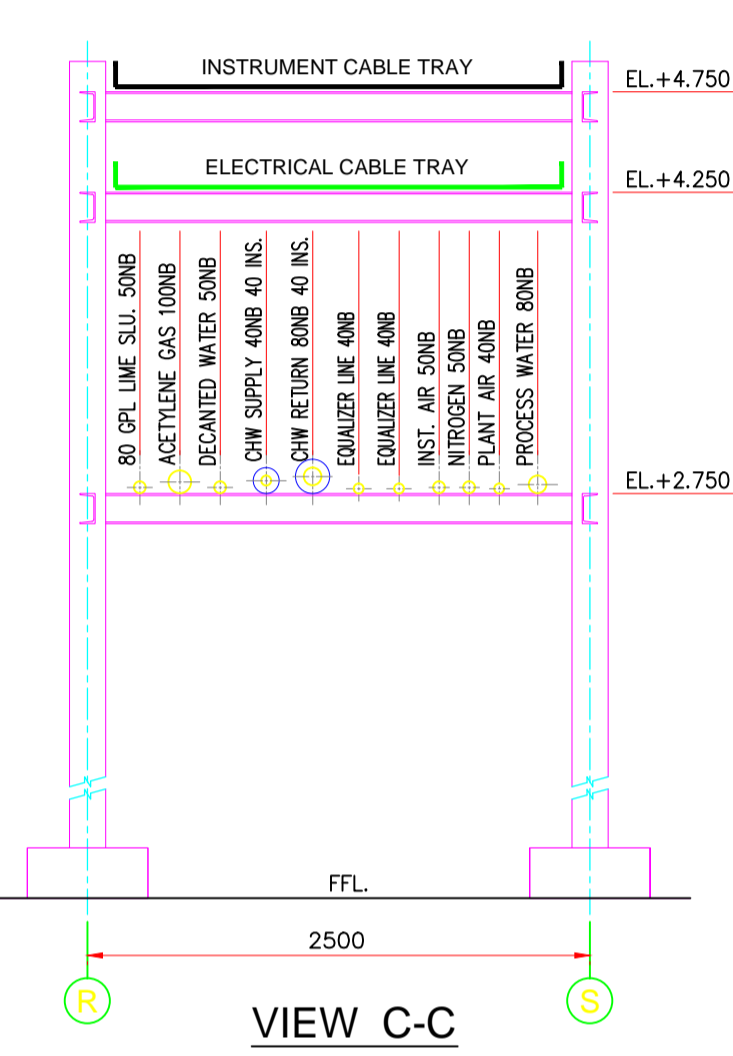 INSTRUMENT CABLE TRAY
EL.+4.750
ELECTRICAL CABLE TRAY
EL.+4.250
80 GPL LIME SLU. 50NB
ACETYLENE GAS 100NB
DECANTED WATER 50NB
CHW SUPPLY 40NB 40 INS.
CHW RETURN 80NB 40 INS.
EQUALIZER LINE 40NB
EQUALIZER LINE 40NB
INST. AIR 50NB
NITROGEN 50NB
PLANT AIR 40NB
PROCESS WATER 80NB
EL.+2.750
FFL.
2500
R
S
VIEW C-C